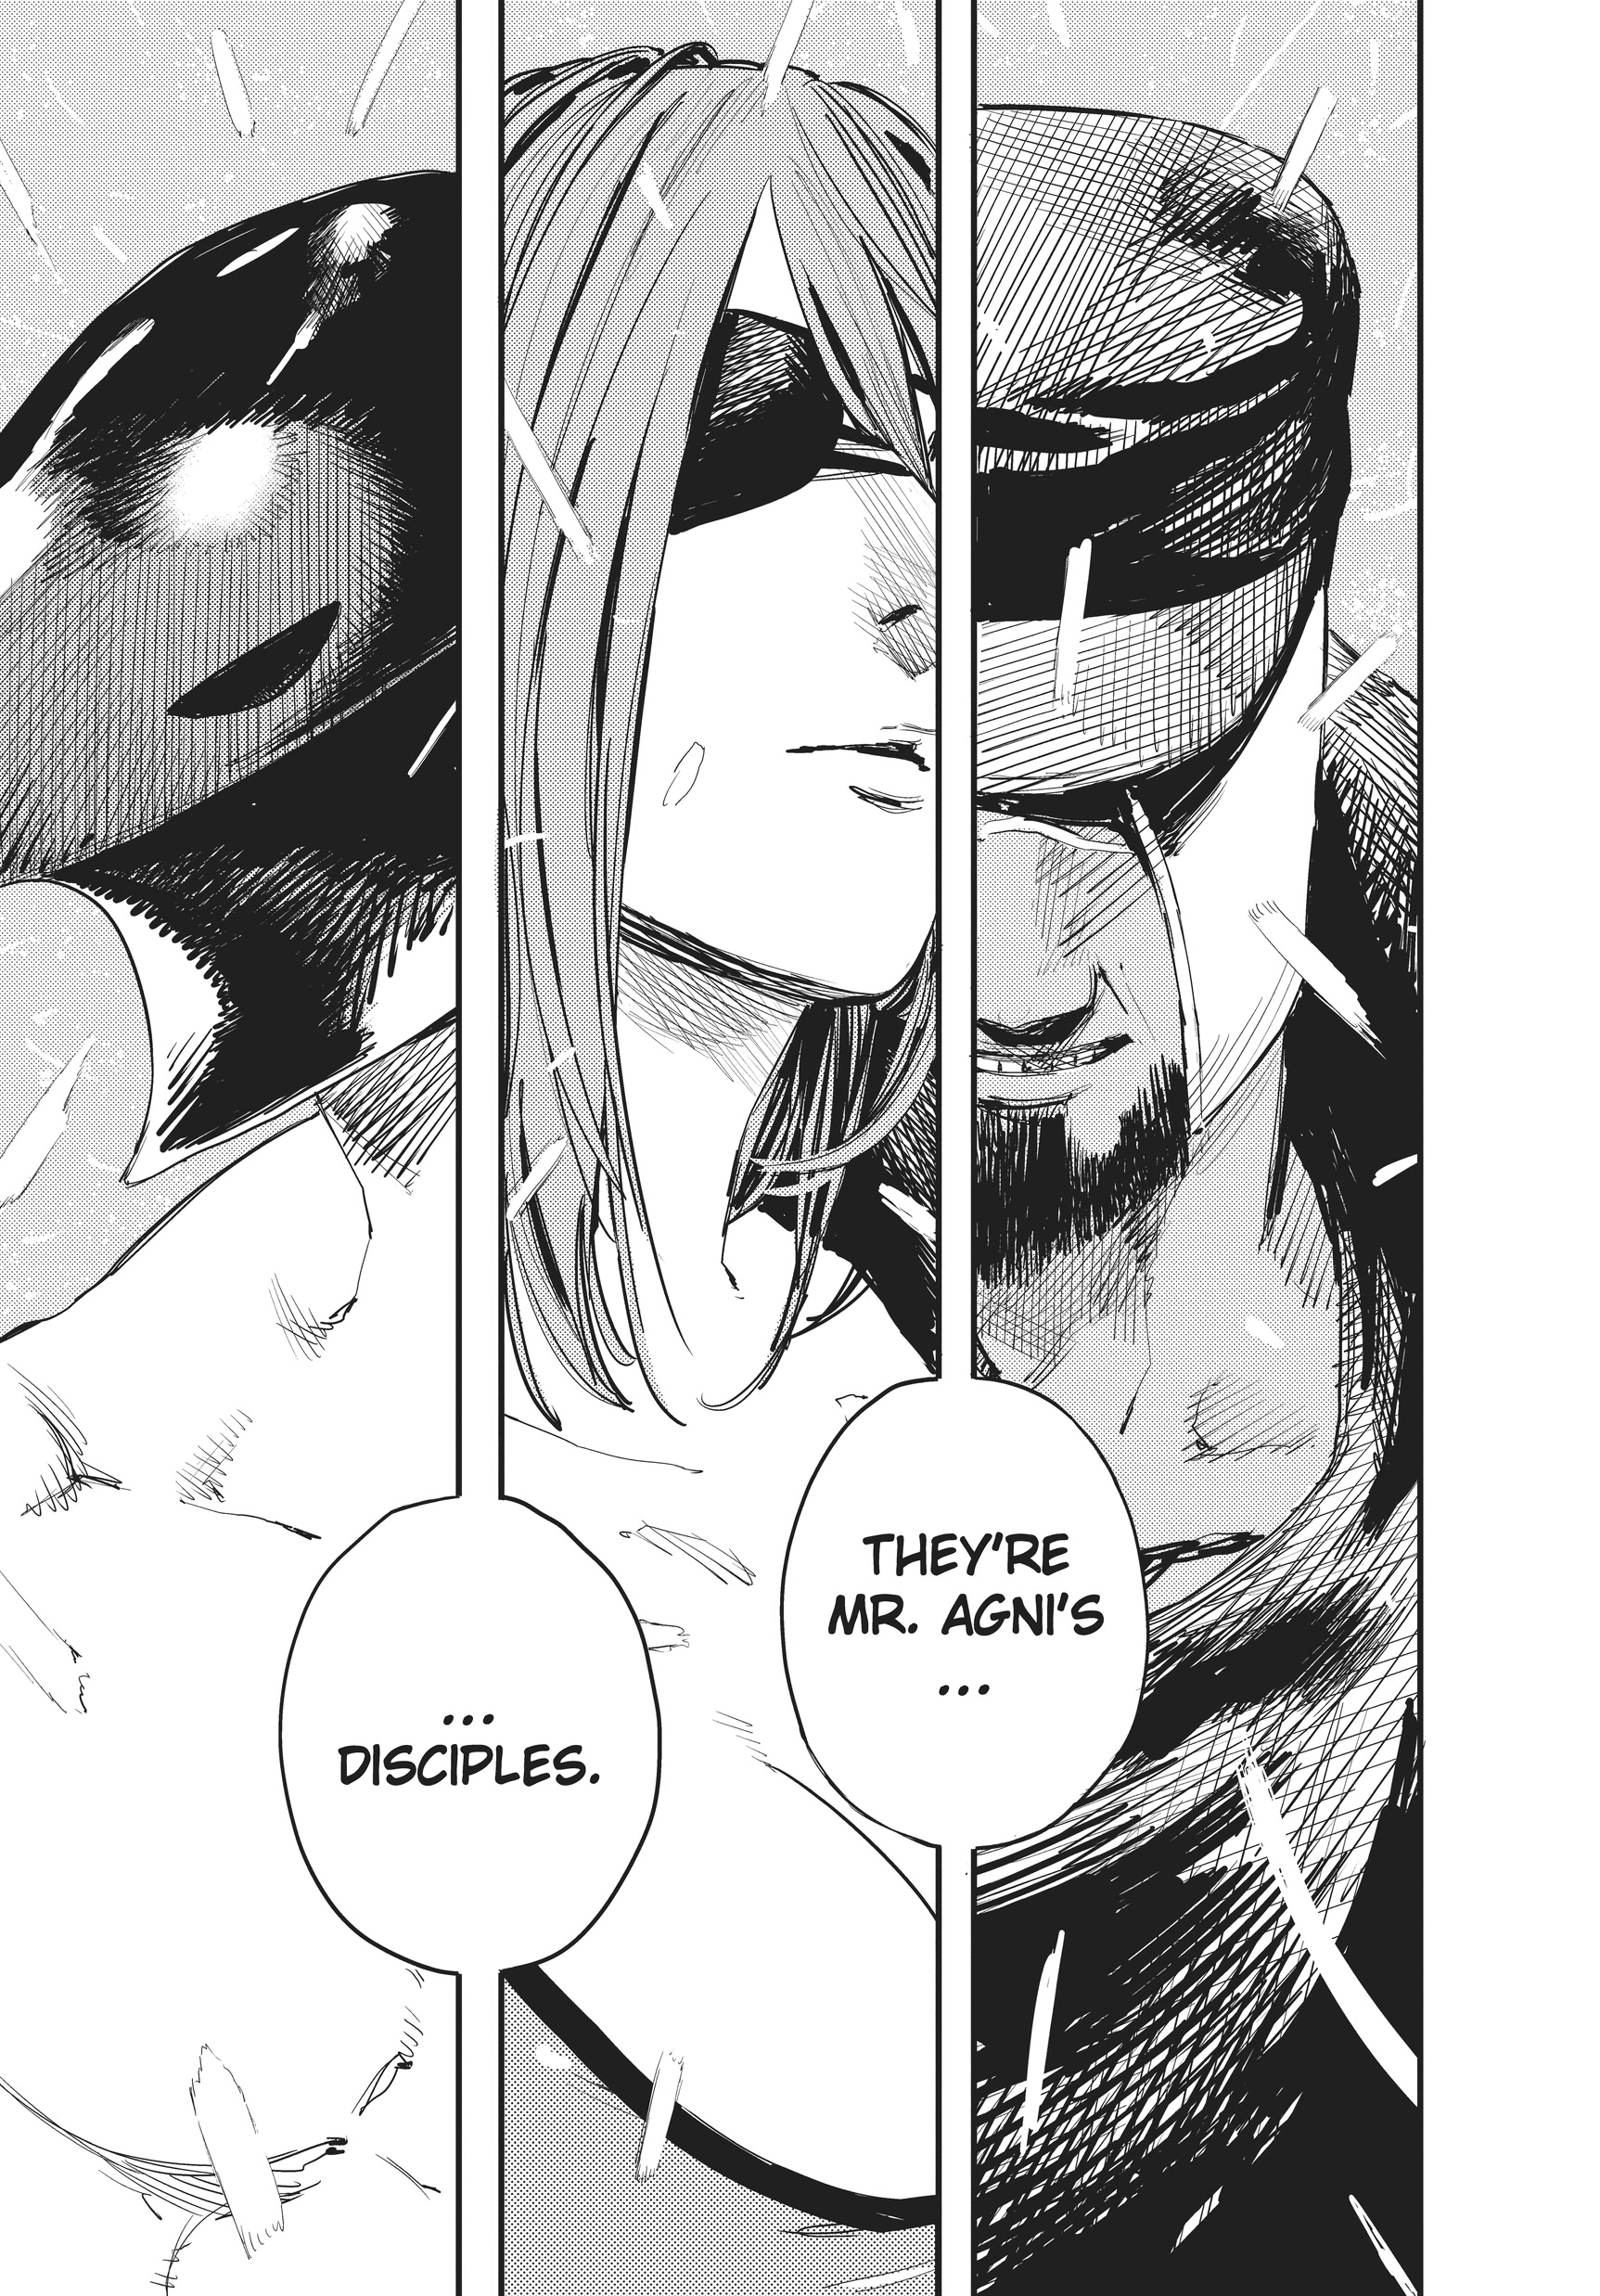 THEY'RE
MR. AGNI'S
...
...
DISCIPLES.